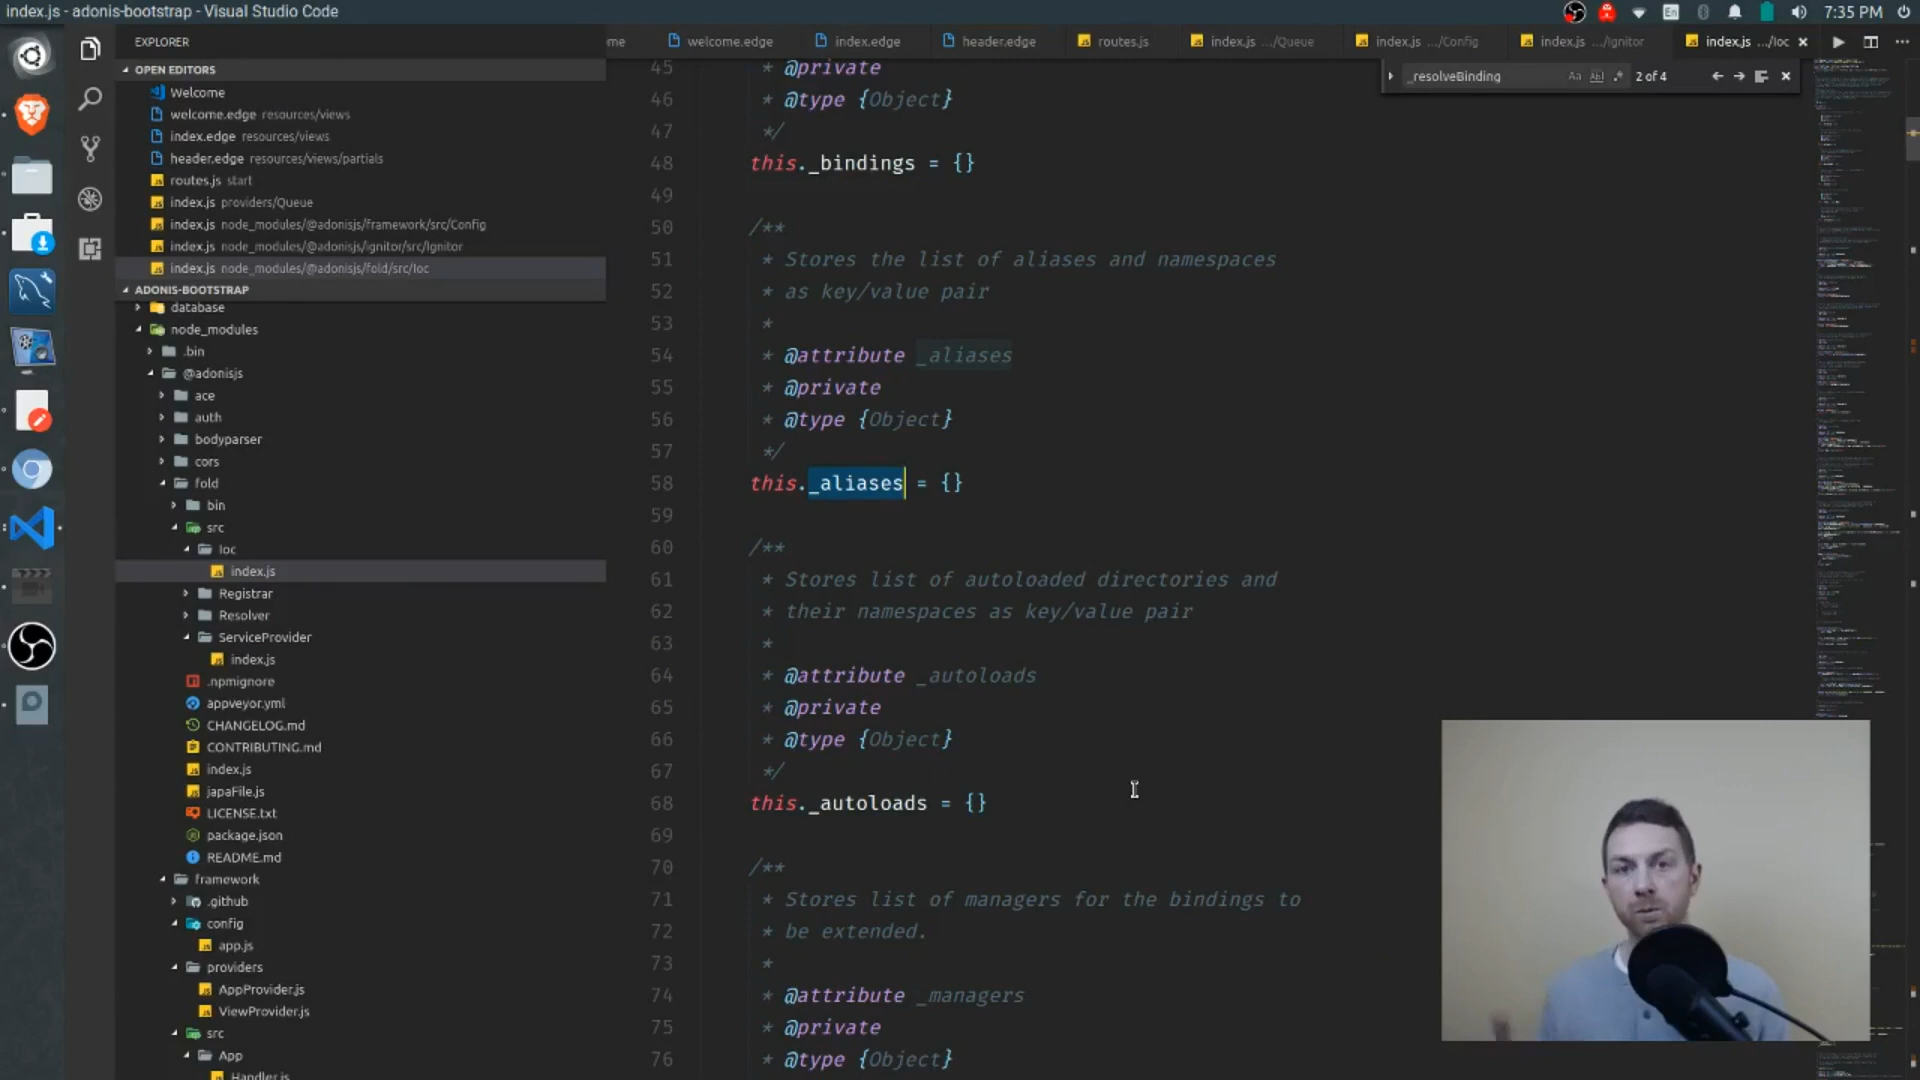 index.js - adonis-bootstrap - Visual Studio Code
En
7:35 PM
EXPLORER
me
welcome.edge
index.edge
header.edge
routes.js
index.js .../Queue
index.js .../Config
index.js .../Ignitor
index.js .../Ioc
_resolveBinding
Aa
Abl
.*
2 of 4
OPEN EDITORS
Welcome
welcome.edge resources/views
index.edge resources/views
header.edge resources/views/partials
routes.js start
index.js providers/Queue
index.js node_modules/@adonisjs/framework/src/Config
index.js node_modules/@adonisjs/ignitor/src/Ignitor
index.js node_modules/@adonisjs/fold/src/Ioc
ADONIS-BOOTSTRAP
database
node_modules
.bin
@adonisjs
ace
auth
bodyparser
cors
fold
bin
src
Ioc
index.js
Registrar
Resolver
ServiceProvider
index.js
.npmignore
appveyor.yml
CHANGELOG.md
CONTRIBUTING.md
index.js
japaFile.js
LICENSE.txt
package.json
README.md
framework
.github
config
app.js
providers
AppProvider.js
ViewProvider.js
src
App
Handler.js
45 * @private
46 * @type {Object}
47 */
48 this._bindings = {}
49
50 /**
51 * Stores the list of aliases and namespaces
52 * as key/value pair
53 *
54 * @attribute _aliases
55 * @private
56 * @type {Object}
57 */
58 this._aliases = {}
59
60 /**
61 * Stores list of autoloaded directories and
62 * their namespaces as key/value pair
63 *
64 * @attribute _autoloads
65 * @private
66 * @type {Object}
67 */
68 this._autoloads = {}
69
70 /**
71 * Stores list of managers for the bindings to
72 * be extended.
73 *
74 * @attribute _managers
75 * @private
76 * @type {Object}